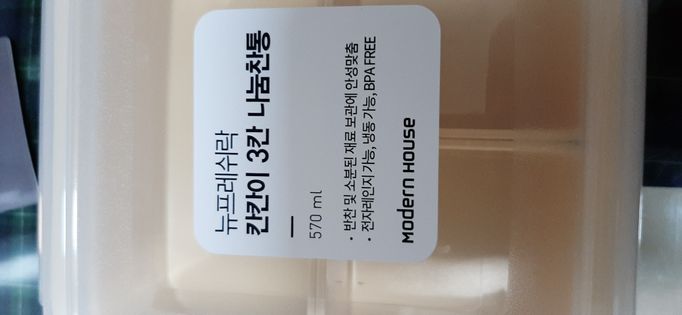 뉴프레쉬락
칸칸이 3칸 나눔찬통
570 ml
• 반찬 및 소분된 재료 보관에 안성맞춤
• 전자레인지 가능, 냉동 가능, BPA FREE
MODERN HOUSE